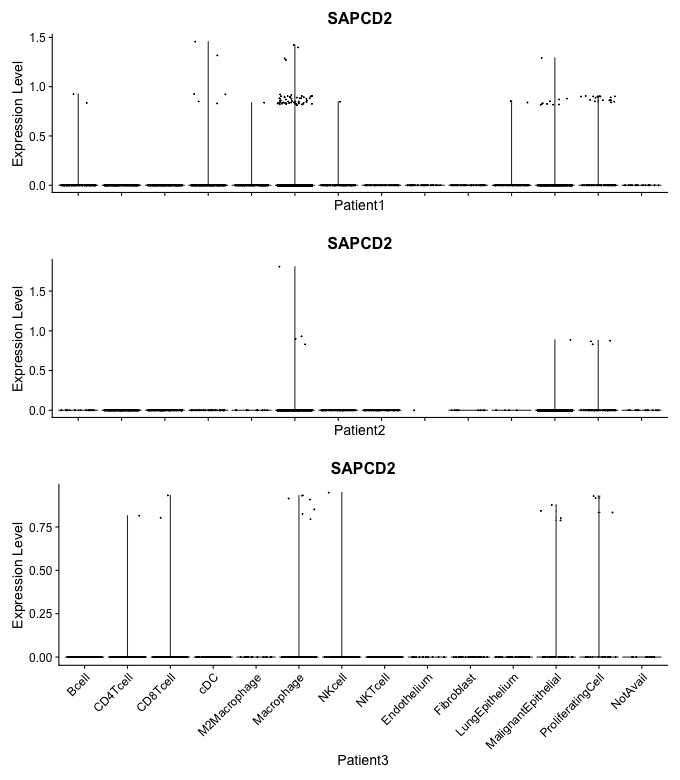 SAPCD2
1.5
1.0
0.5
0.0
Expression Level
Patient1
SAPCD2
1.5
1.0
0.5
0.0
Expression Level
Patient2
SAPCD2
0.75
0.50
0.25
0.00
Expression Level
Bcell
CD4Tcell
CD8Tcell
cDC
M2Macrophage
Macrophage
NKcell
NKTcell
Endothelium
Fibroblast
LungEpithelium
MalignantEpithelial
ProliferatingCell
NotAvail
Patient3